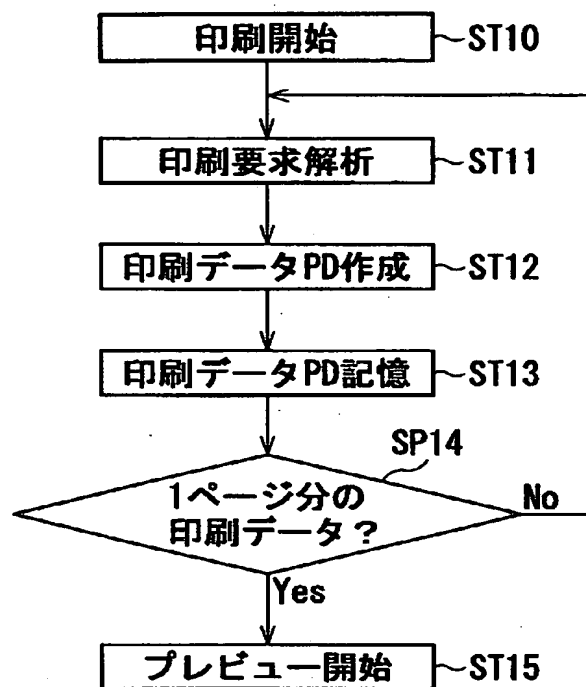 印刷開始 ST10
印刷要求解析 ST11
印刷データPD作成 ST12
印刷データPD記憶 ST13
SP14
1ページ分の
印刷データ?
No
Yes
プレビュー開始 ST15